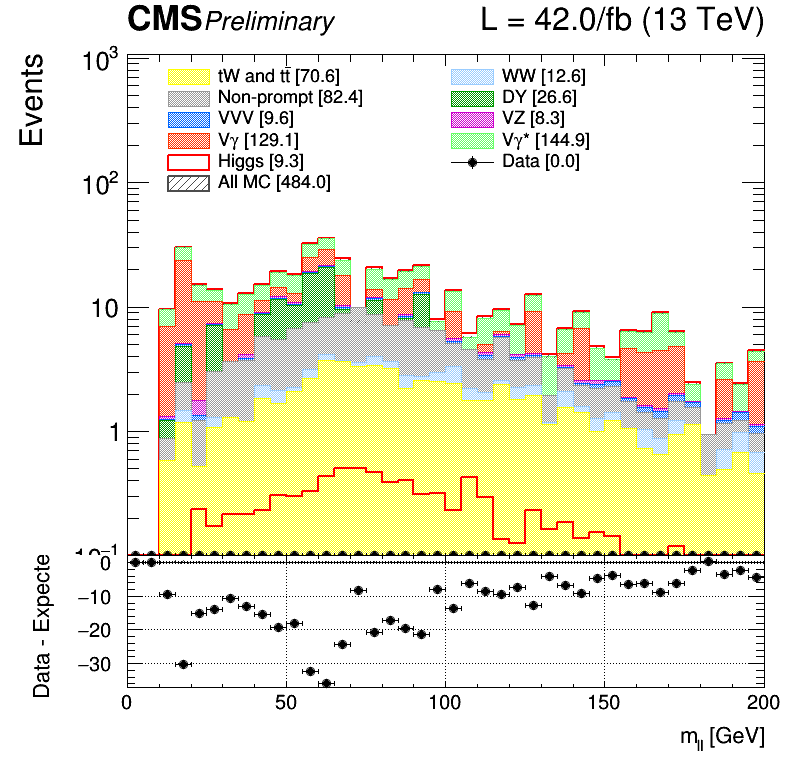 CMS Preliminary L = 42.0/fb (13 TeV)
Events
10³
10²
10
1
10⁻¹
tW and tt̄ [70.6]
WW [12.6]
Non-prompt [82.4]
DY [26.6]
VVV [9.6]
VZ [8.3]
Vγ [129.1]
Vγ* [144.9]
Higgs [9.3]
Data [0.0]
All MC [484.0]
Data - Expecte
0
−10
−20
−30
0 50 100 150 200
m_ll [GeV]